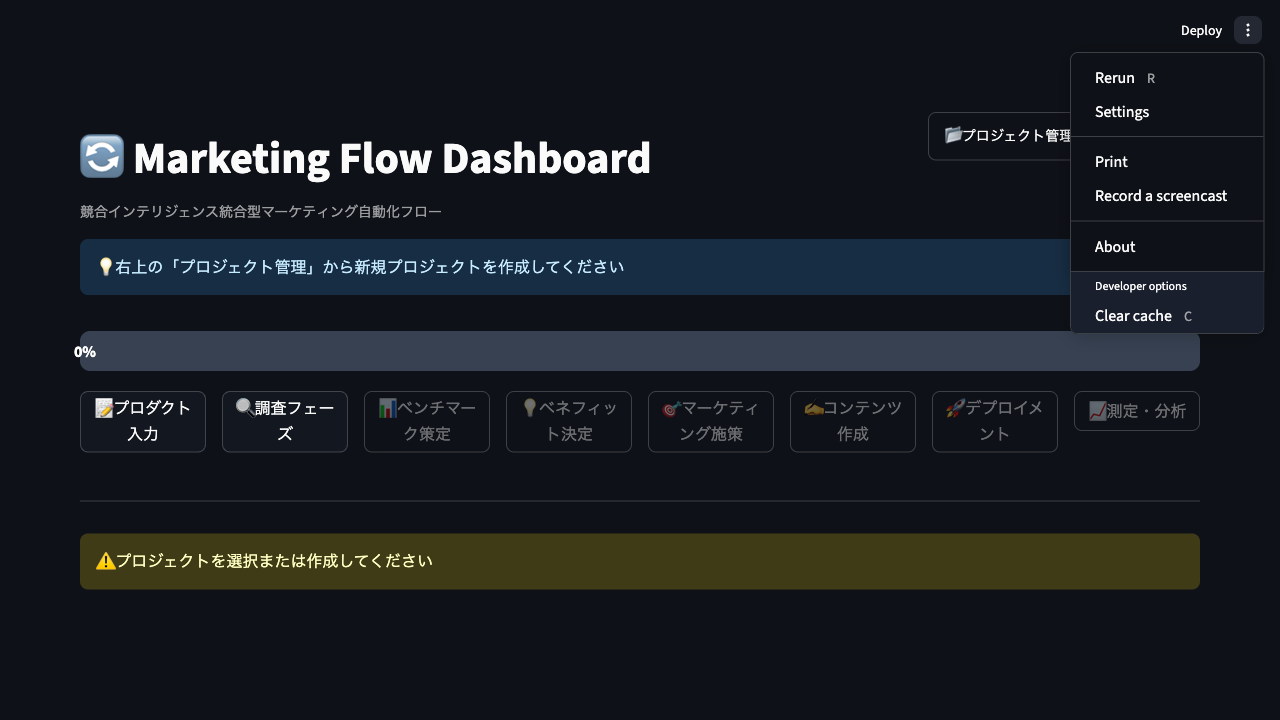 Deploy
Rerun R
Settings
Print
Record a screencast
About
Developer options
Clear cache C
プロジェクト管理
Marketing Flow Dashboard
競合インテリジェンス統合型マーケティング自動化フロー
右上の「プロジェクト管理」から新規プロジェクトを作成してください
0%
プロダクト
入力
調査フェー
ズ
ベンチマー
ク策定
ベネフィッ
ト決定
マーケティ
ング施策
コンテンツ
作成
デプロイメ
ント
測定・分析
プロジェクトを選択または作成してください